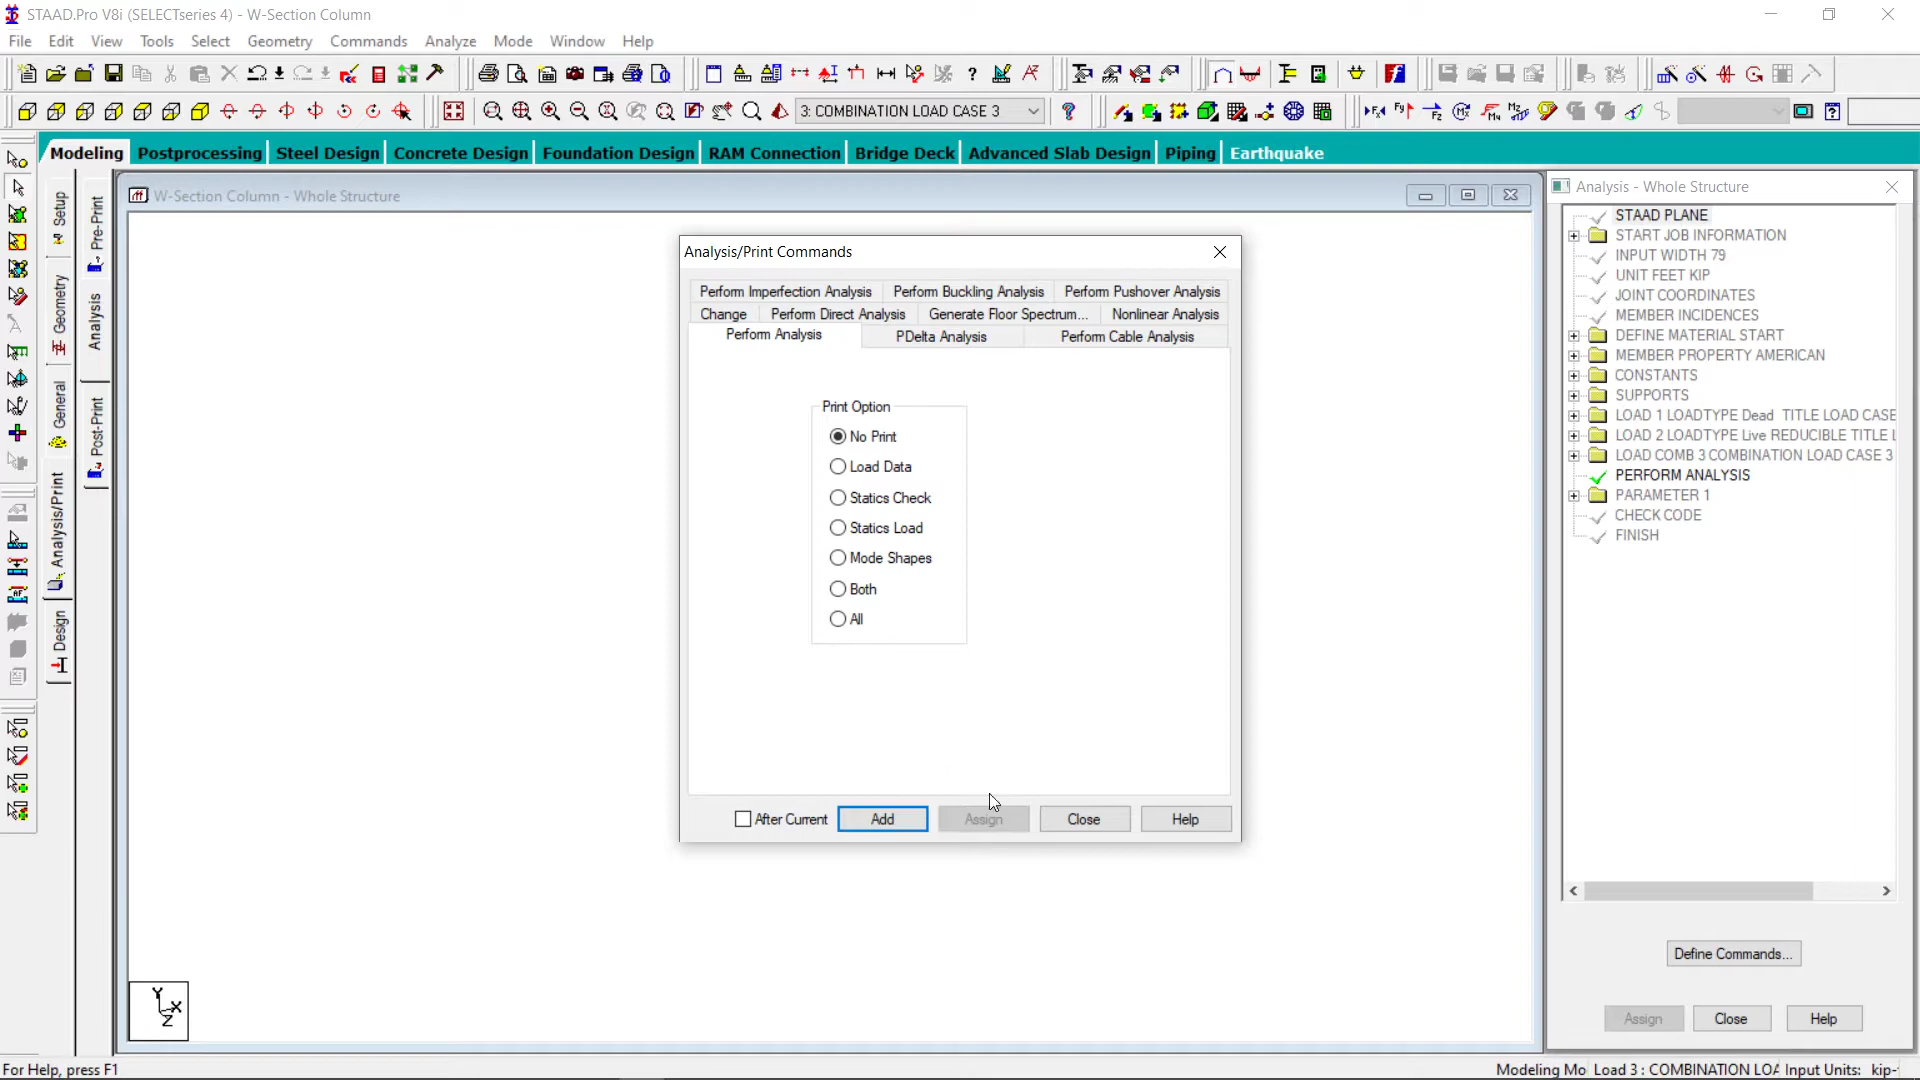 STAAD.Pro V8i (SELECTseries 4) - W-Section Column
File Edit View Tools Select Geometry Commands Analyze Mode Window Help
3: COMBINATION LOAD CASE 3
Modeling Postprocessing Steel Design Concrete Design Foundation Design RAM Connection Bridge Deck Advanced Slab Design Piping Earthquake
Setup
Geometry
General
Analysis/Print
Design
Pre-Print
Analysis
Post-Print
W-Section Column - Whole Structure
Analysis/Print Commands
Perform Imperfection Analysis Perform Buckling Analysis Perform Pushover Analysis
Change Perform Direct Analysis Generate Floor Spectrum... Nonlinear Analysis
Perform Analysis PDelta Analysis Perform Cable Analysis
Print Option
No Print
Load Data
Statics Check
Statics Load
Mode Shapes
Both
All
After Current Add Assign Close Help
Y
X
Z
Analysis - Whole Structure
STAAD PLANE
START JOB INFORMATION
INPUT WIDTH 79
UNIT FEET KIP
JOINT COORDINATES
MEMBER INCIDENCES
DEFINE MATERIAL START
MEMBER PROPERTY AMERICAN
CONSTANTS
SUPPORTS
LOAD 1 LOADTYPE Dead TITLE LOAD CASE
LOAD 2 LOADTYPE Live REDUCIBLE TITLE L
LOAD COMB 3 COMBINATION LOAD CASE 3
PERFORM ANALYSIS
PARAMETER 1
CHECK CODE
FINISH
Define Commands...
Assign Close Help
For Help, press F1
Modeling Mo Load 3 : COMBINATION LOA Input Units: kip-